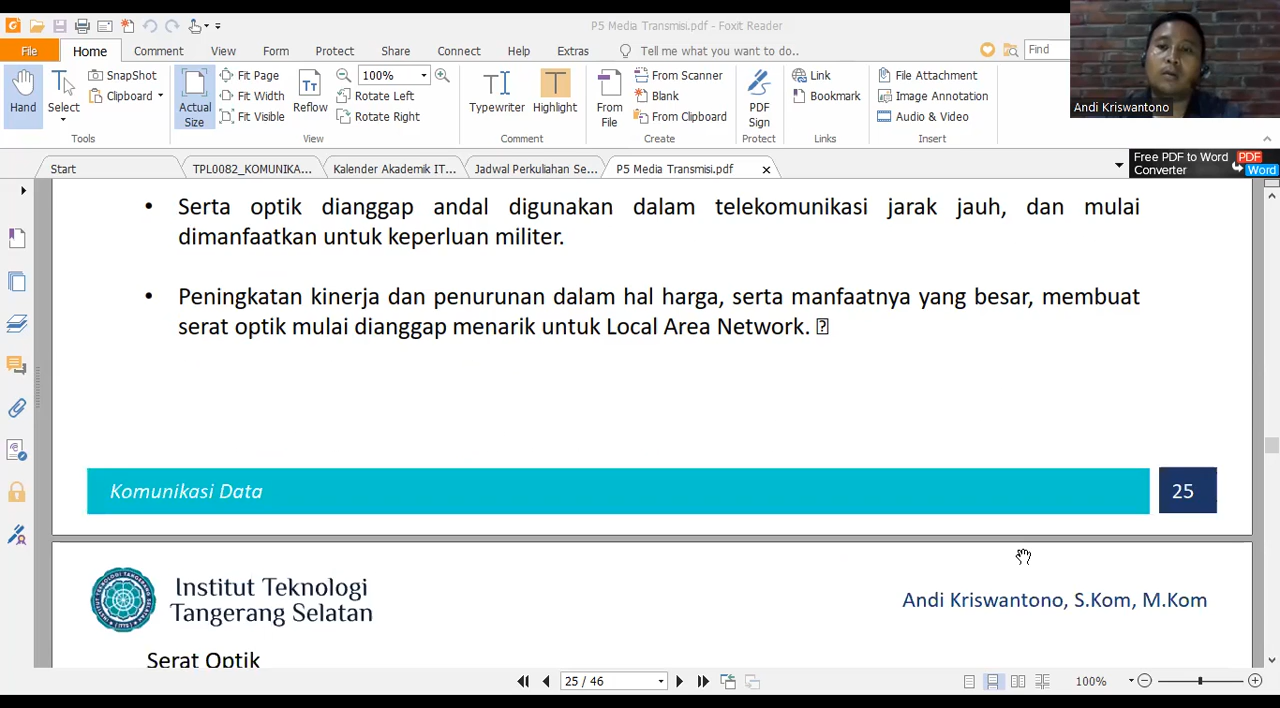 P5 Media Transmisi.pdf - Foxit Reader
File Home Comment View Form Protect Share Connect Help Extras Tell me what you want to do.. Find
Hand
Select
SnapShot
Clipboard
Tools
Actual
Size
Fit Page
Fit Width
Fit Visible
Reflow
100%
Rotate Left
Rotate Right
View
Typewriter
Highlight
Comment
From
File
From Scanner
Blank
From Clipboard
Create
PDF
Sign
Protect
Link
Bookmark
Links
File Attachment
Image Annotation
Audio & Video
Insert
Andi Kriswantono
Start TPL0082_KOMUNIKA... Kalender Akademik IT... Jadwal Perkuliahan Se... P5 Media Transmisi.pdf
Free PDF to Word PDF
Converter Word
• Serta optik dianggap andal digunakan dalam telekomunikasi jarak jauh, dan mulai
dimanfaatkan untuk keperluan militer.
• Peningkatan kinerja dan penurunan dalam hal harga, serta manfaatnya yang besar, membuat
serat optik mulai dianggap menarik untuk Local Area Network. ⍰
Komunikasi Data 25
Institut Teknologi
Tangerang Selatan
Andi Kriswantono, S.Kom, M.Kom
Serat Optik
25 / 46 100%